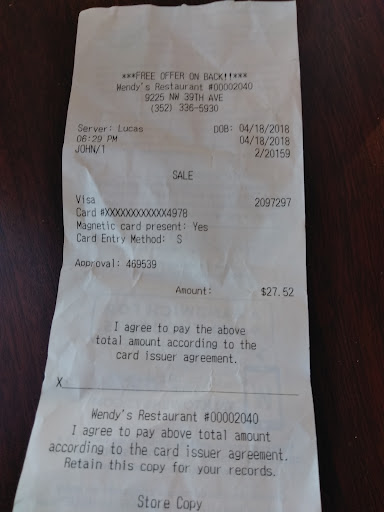 ***FREE OFFER ON BACK!!***
Wendy's Restaurant #00002040
9225 NW 39TH AVE
(352) 336-5930
Server: Lucas DOB: 04/18/2018
06:29 PM 04/18/2018
JOHN/1 2/20159
SALE
Visa 2097297
Card #XXXXXXXXXXXX4978
Magnetic card present: Yes
Card Entry Method: S
Approval: 469539
Amount: $27.52
I agree to pay the above
total amount according to the
card issuer agreement.
X
Wendy's Restaurant #00002040
I agree to pay above total amount
according to the card issuer agreement.
Retain this copy for your records.
Store Copy